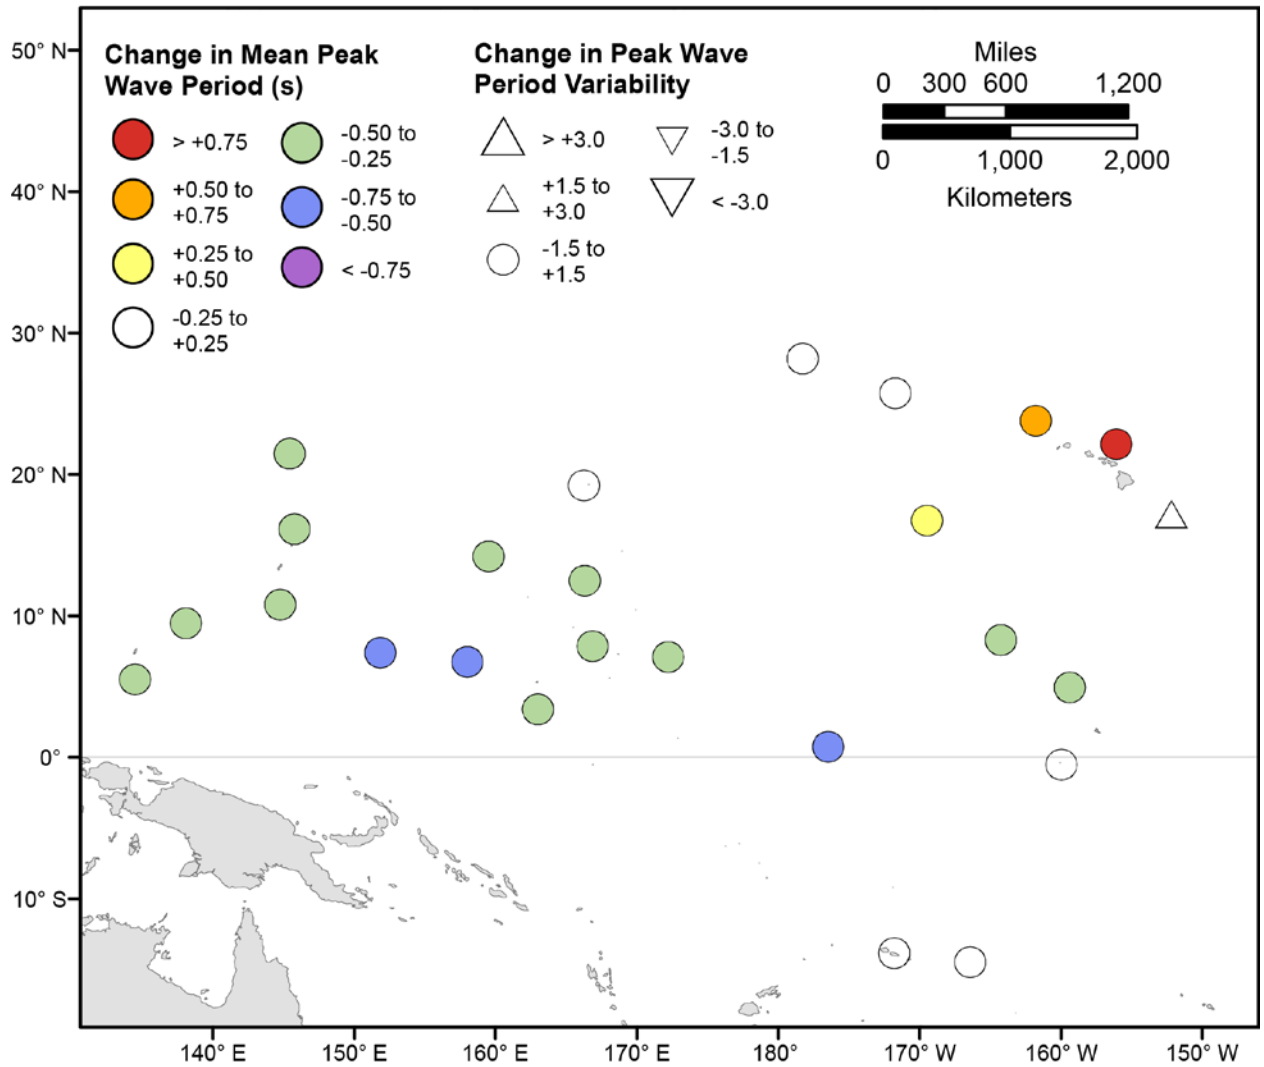 Change in Mean Peak
Wave Period (s)
> +0.75
+0.50 to
+0.75
+0.25 to
+0.50
-0.25 to
+0.25
-0.50 to
-0.25
-0.75 to
-0.50
< -0.75
Change in Peak Wave
Period Variability
> +3.0
+1.5 to
+3.0
-1.5 to
+1.5
-3.0 to
-1.5
< -3.0
Miles
0 300 600 1,200
0 1,000 2,000
Kilometers
50° N
40° N
30° N
20° N
10° N
0°
10° S
140° E 150° E 160° E 170° E 180° 170° W 160° W 150° W